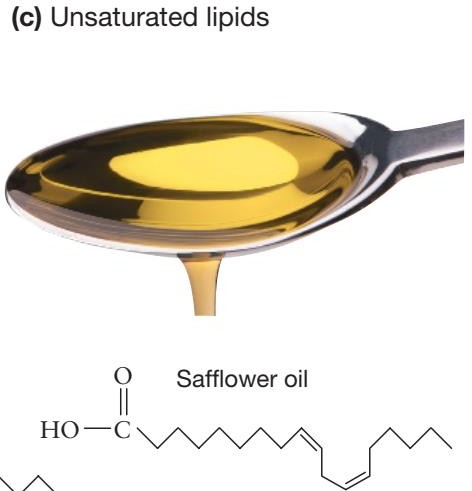 (c) Unsaturated lipids
Safflower oil
O
HO—C